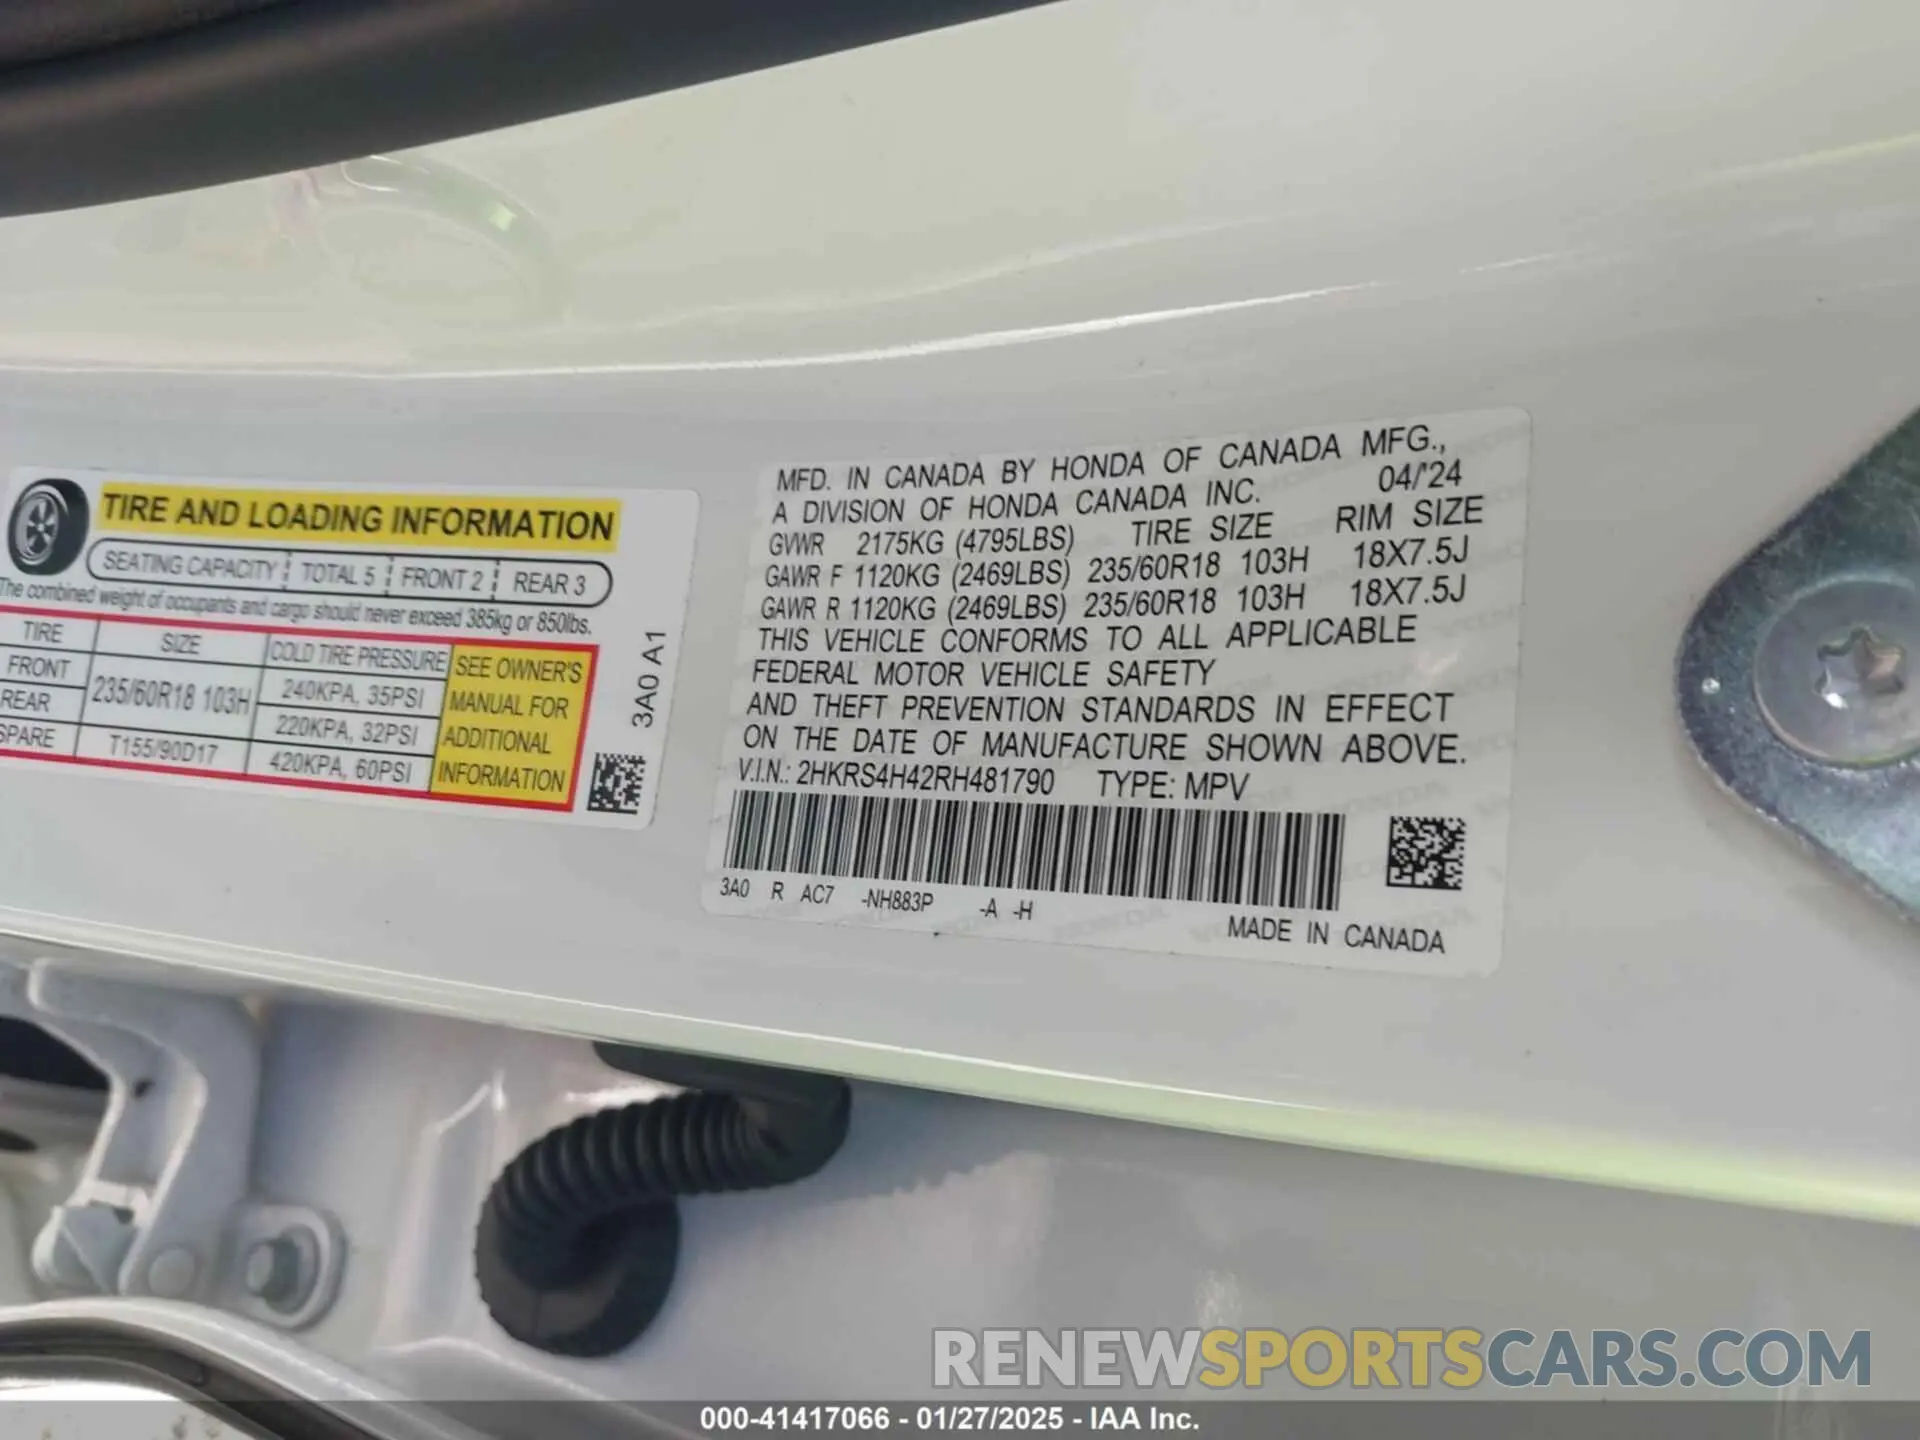 TIRE AND LOADING INFORMATION
SEATING CAPACITY TOTAL 5 FRONT 2 REAR 3
The combined weight of occupants and cargo should never exceed 385kg or 850lbs.
TIRE SIZE COLD TIRE PRESSURE
FRONT 235/60R18 103H 240KPA, 35PSI
REAR 220KPA, 32PSI
SPARE T155/90D17 420KPA, 60PSI
SEE OWNER'S
MANUAL FOR
ADDITIONAL
INFORMATION
3A0 A1
MFD. IN CANADA BY HONDA OF CANADA MFG.,
A DIVISION OF HONDA CANADA INC. 04/'24
GVWR 2175KG (4795LBS) TIRE SIZE RIM SIZE
GAWR F 1120KG (2469LBS) 235/60R18 103H 18X7.5J
GAWR R 1120KG (2469LBS) 235/60R18 103H 18X7.5J
THIS VEHICLE CONFORMS TO ALL APPLICABLE
FEDERAL MOTOR VEHICLE SAFETY
AND THEFT PREVENTION STANDARDS IN EFFECT
ON THE DATE OF MANUFACTURE SHOWN ABOVE.
V.I.N.: 2HKRS4H42RH481790 TYPE: MPV
3A0 R AC7 -NH883P -A -H
MADE IN CANADA
RENEWSPORTSCARS.COM
000-41417066 - 01/27/2025 - IAA Inc.